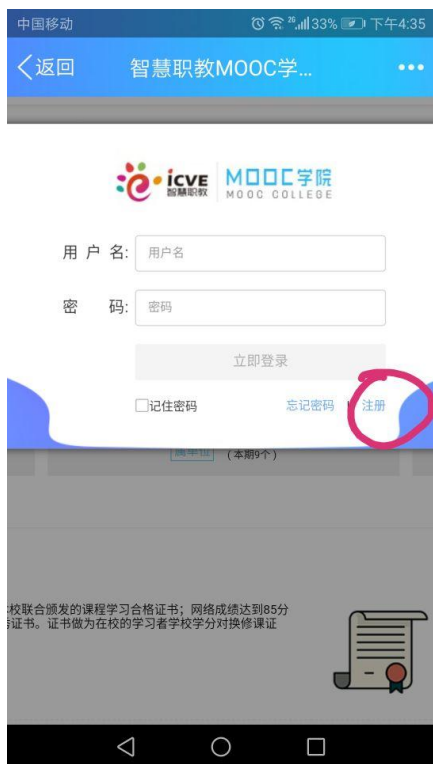 中国移动 26 33% 下午4:35
返回 智慧职教MOOC学...
icve 智慧职教 MOOC学院
MOOC COLLEGE
用户名: 用户名
密码: 密码
立即登录
记住密码 忘记密码 | 注册
属单位 (本期9个)
校联合颁发的课程学习合格证书；网络成绩达到85分
证书。证书做为在校的学习者学校学分对换修课证